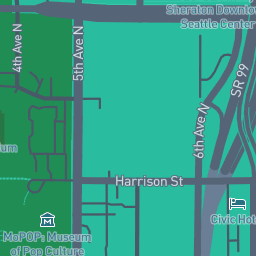 Sheraton Downtow
Seattle Center
4th Ave N
5th Ave N
SR 99
6th Ave N
um
Harrison St
Civic Hot
MoPOP: Museum
of Pop Culture